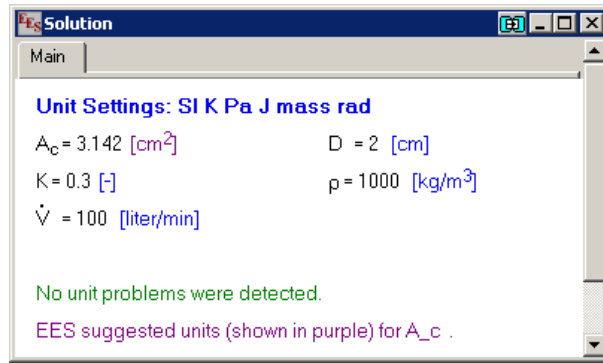 EES Solution
Main
Unit Settings: SI K Pa J mass rad
A_c = 3.142 [cm²] D = 2 [cm]
K = 0.3 [-] ρ = 1000 [kg/m³]
V̇ = 100 [liter/min]
No unit problems were detected.
EES suggested units (shown in purple) for A_c .